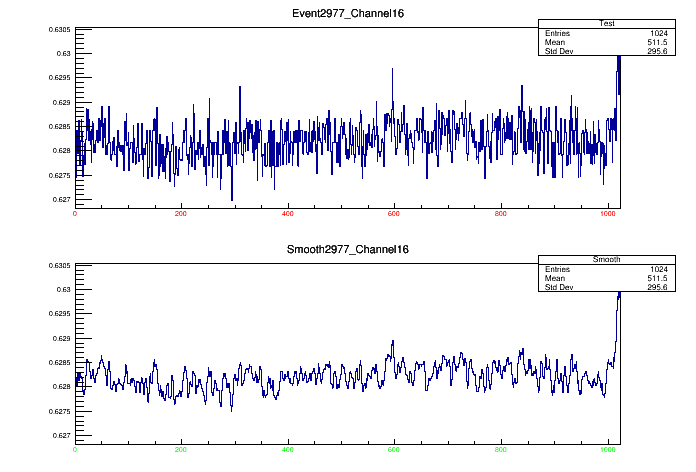 Event2977_Channel16
Test
Entries 1024
Mean 511.5
Std Dev 295.6
0.6305
0.63
0.6295
0.629
0.6285
0.628
0.6275
0.627
0 200 400 600 800 1000
Smooth2977_Channel16
Smooth
Entries 1024
Mean 511.5
Std Dev 295.6
0.6305
0.63
0.6295
0.629
0.6285
0.628
0.6275
0.627
0 200 400 600 800 1000